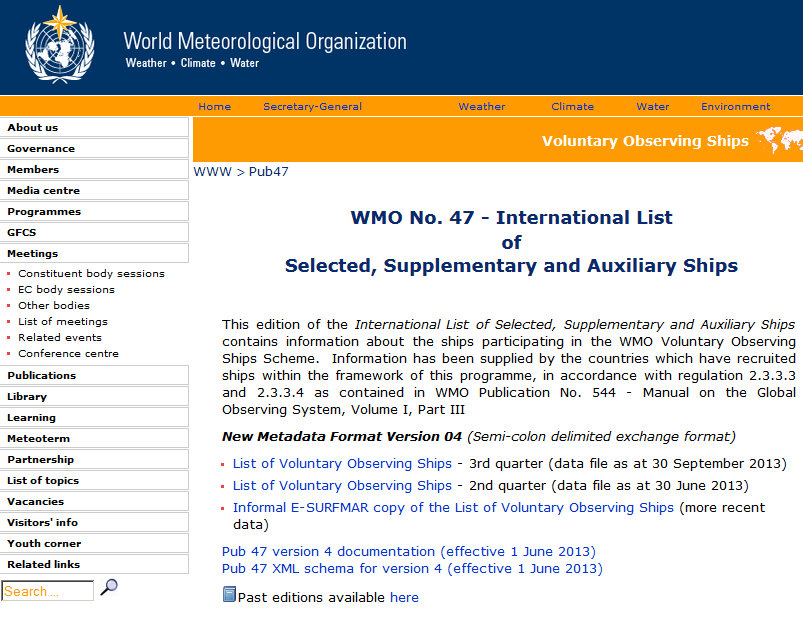 World Meteorological Organization
Weather • Climate • Water
Home Secretary-General Weather Climate Water Environment
Voluntary Observing Ships
About us
Governance
Members
Media centre
Programmes
GFCS
Meetings
Constituent body sessions
EC body sessions
Other bodies
List of meetings
Related events
Conference centre
Publications
Library
Learning
Meteoterm
Partnership
List of topics
Vacancies
Visitors' info
Youth corner
Related links
Search ...
WWW > Pub47
WMO No. 47 - International List
of
Selected, Supplementary and Auxiliary Ships
This edition of the International List of Selected, Supplementary and Auxiliary Ships
contains information about the ships participating in the WMO Voluntary Observing
Ships Scheme. Information has been supplied by the countries which have recruited
ships within the framework of this programme, in accordance with regulation 2.3.3.3
and 2.3.3.4 as contained in WMO Publication No. 544 - Manual on the Global
Observing System, Volume I, Part III
New Metadata Format Version 04 (Semi-colon delimited exchange format)
List of Voluntary Observing Ships - 3rd quarter (data file as at 30 September 2013)
List of Voluntary Observing Ships - 2nd quarter (data file as at 30 June 2013)
Informal E-SURFMAR copy of the List of Voluntary Observing Ships (more recent
data)
Pub 47 version 4 documentation (effective 1 June 2013)
Pub 47 XML schema for version 4 (effective 1 June 2013)
Past editions available here